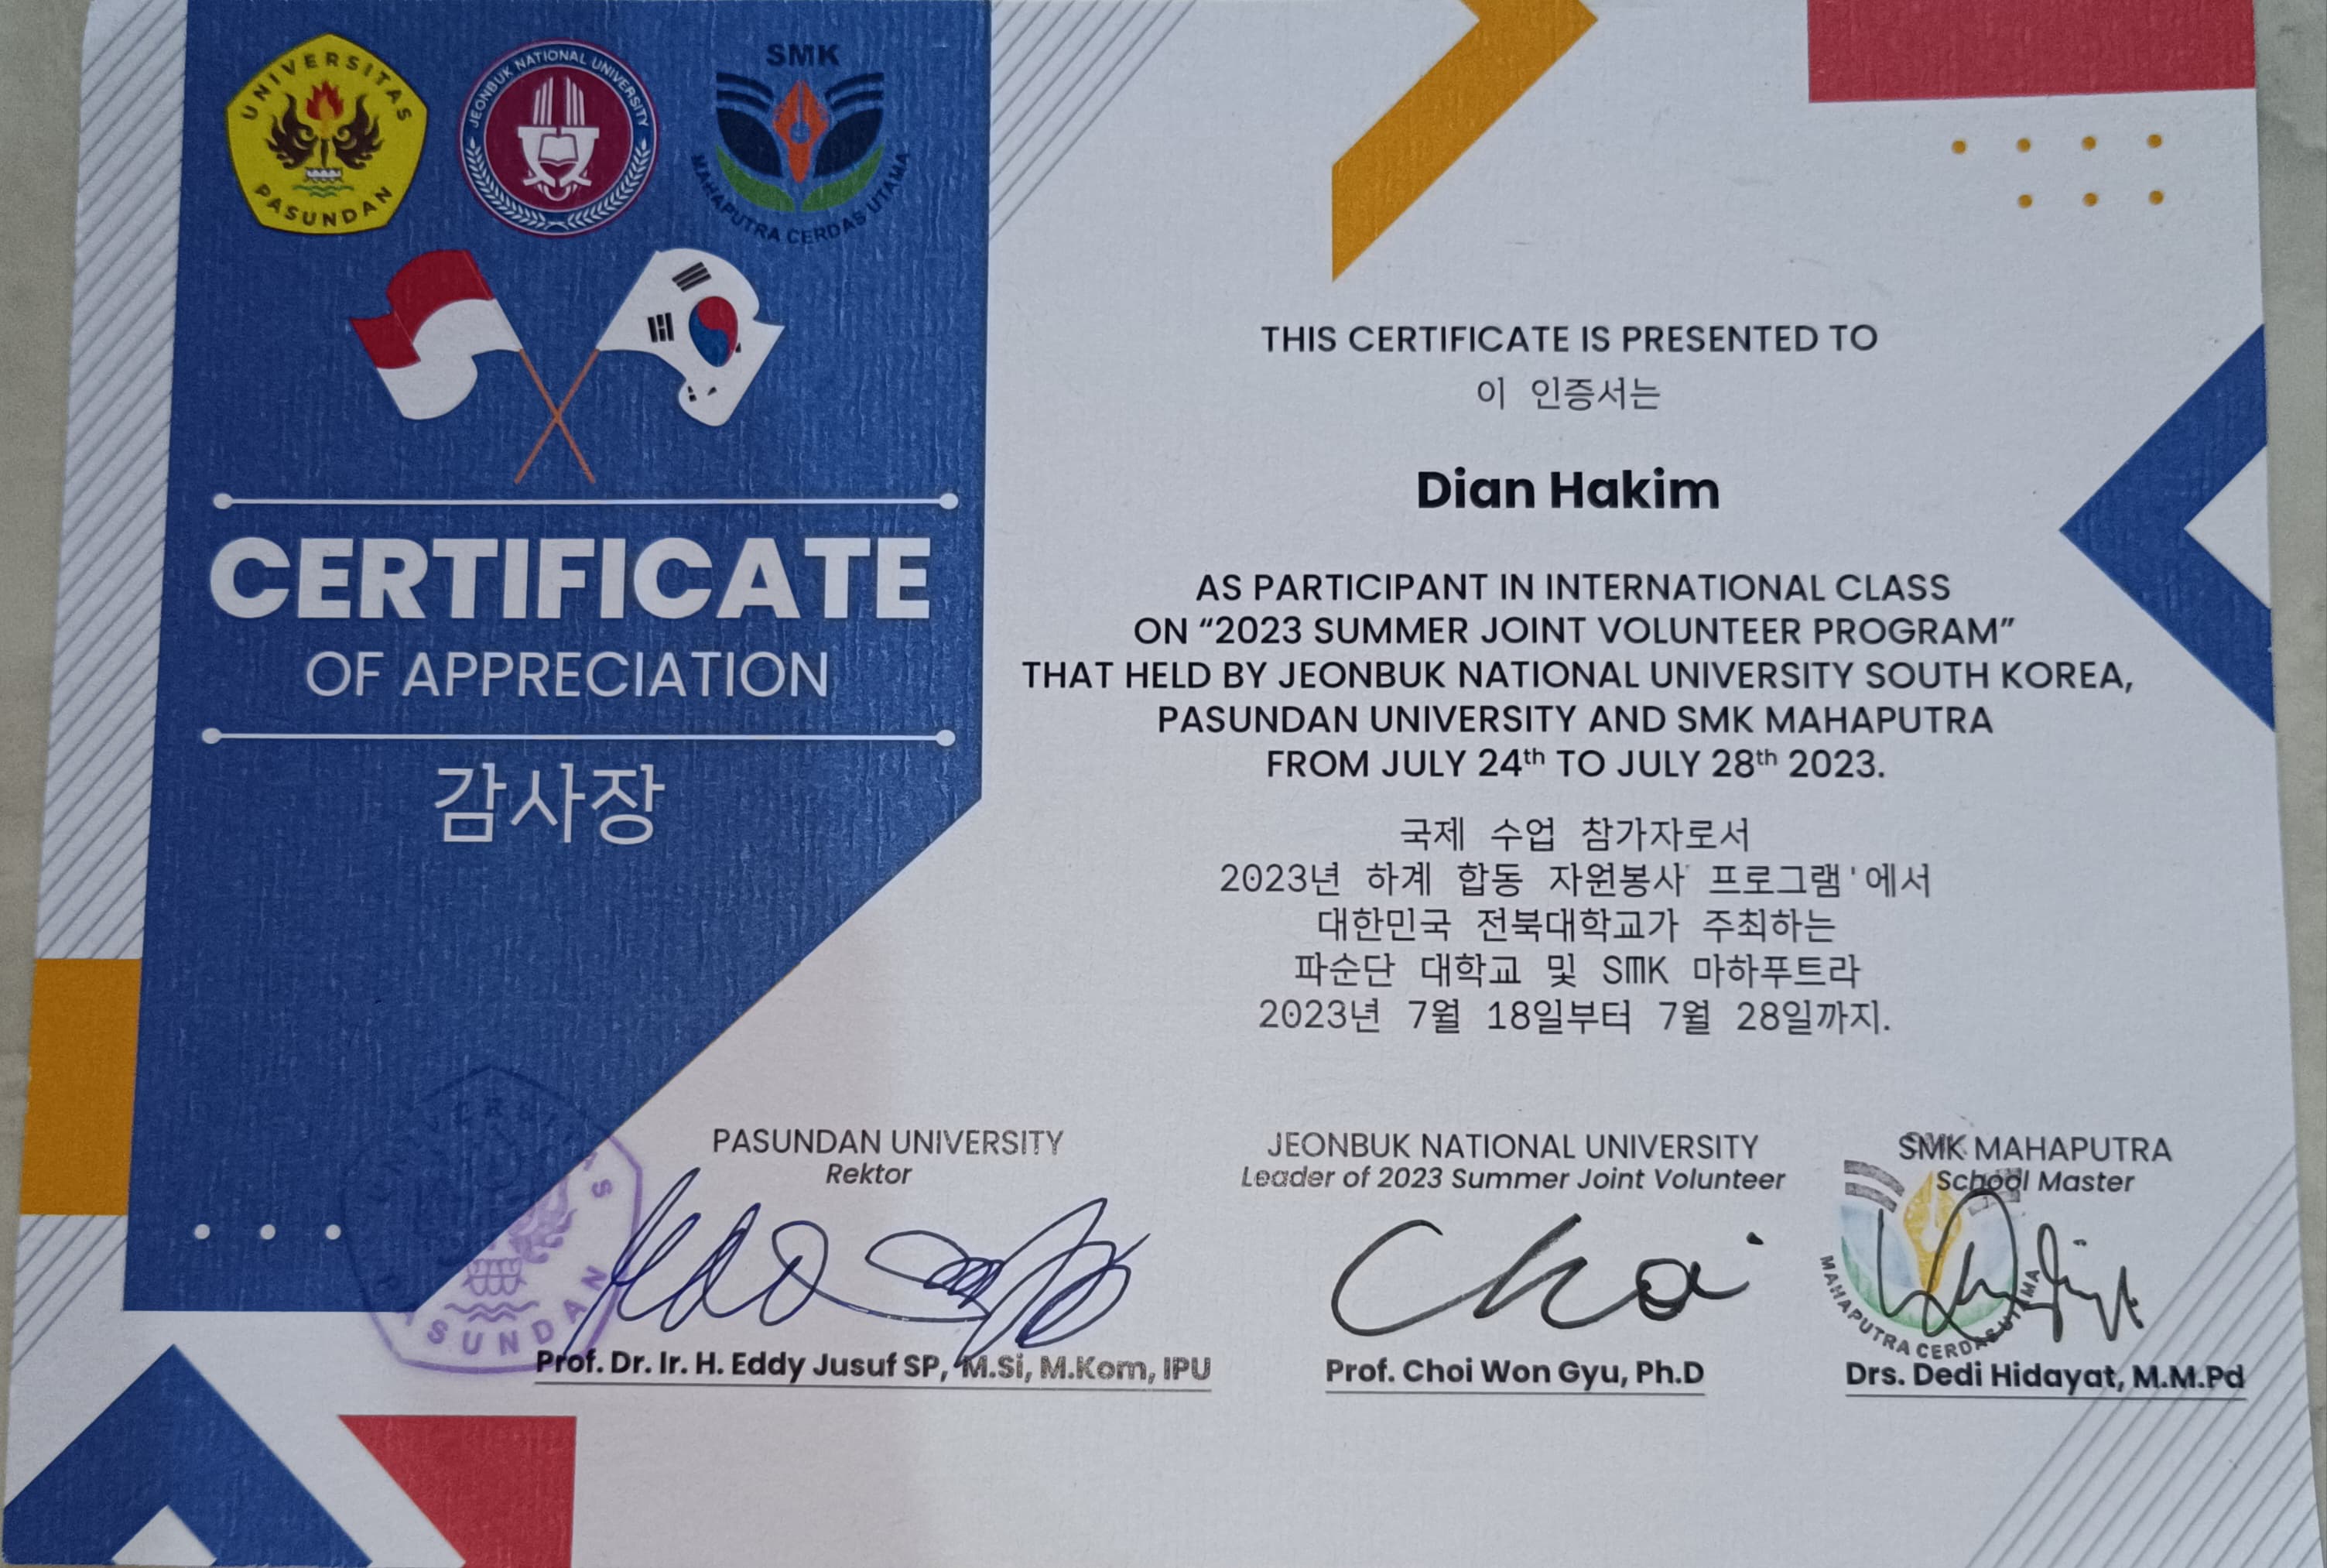 UNIVERSITAS PASUNDAN
JEONBUK NATIONAL UNIVERSITY
SMK
MAHAPUTRA CERDAS UTAMA
CERTIFICATE
OF APPRECIATION
감사장
THIS CERTIFICATE IS PRESENTED TO
이 인증서는
Dian Hakim
AS PARTICIPANT IN INTERNATIONAL CLASS
ON “2023 SUMMER JOINT VOLUNTEER PROGRAM”
THAT HELD BY JEONBUK NATIONAL UNIVERSITY SOUTH KOREA,
PASUNDAN UNIVERSITY AND SMK MAHAPUTRA
FROM JULY 24th TO JULY 28th 2023.
국제 수업 참가자로서
2023년 하계 합동 자원봉사 프로그램'에서
대한민국 전북대학교가 주최하는
파순단 대학교 및 SMK 마하푸트라
2023년 7월 18일부터 7월 28일까지.
PASUNDAN UNIVERSITY
Rektor
UNIVERSITAS PASUNDAN
Prof. Dr. Ir. H. Eddy Jusuf SP, M.Si, M.Kom, IPU
JEONBUK NATIONAL UNIVERSITY
Leader of 2023 Summer Joint Volunteer
Choi
Prof. Choi Won Gyu, Ph.D
SMK MAHAPUTRA
School Master
SMK
MAHAPUTRA CERDAS UTAMA
Drs. Dedi Hidayat, M.M.Pd